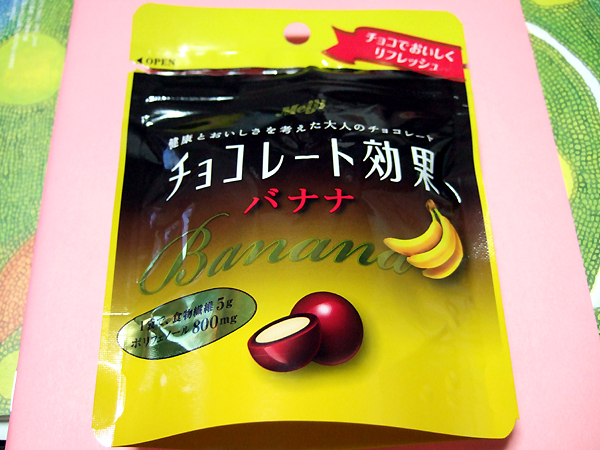 チョコでおいしく
リフレッシュ
OPEN
Meiji
健康とおいしさを考えた大人のチョコレート
チョコレート効果、
バナナ
Banana
1袋に、食物繊維5g
ポリフェノール800mg